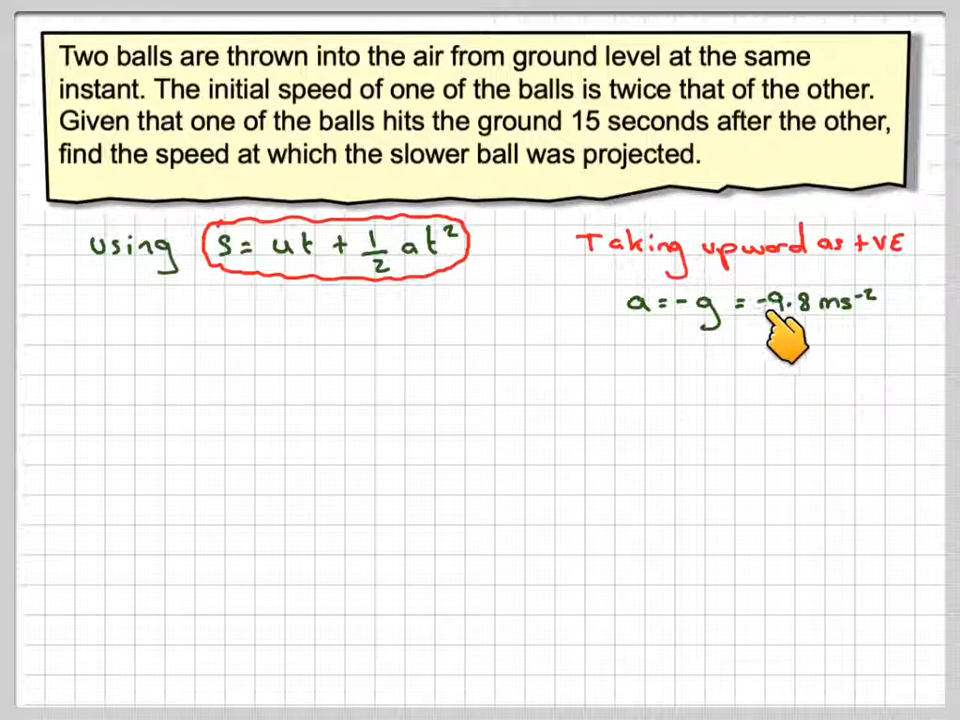 Two balls are thrown into the air from ground level at the same
instant. The initial speed of one of the balls is twice that of the other.
Given that one of the balls hits the ground 15 seconds after the other,
find the speed at which the slower ball was projected.
using s = ut + 1/2 at² Taking upward as +VE
a = -g = -9.8 ms⁻²